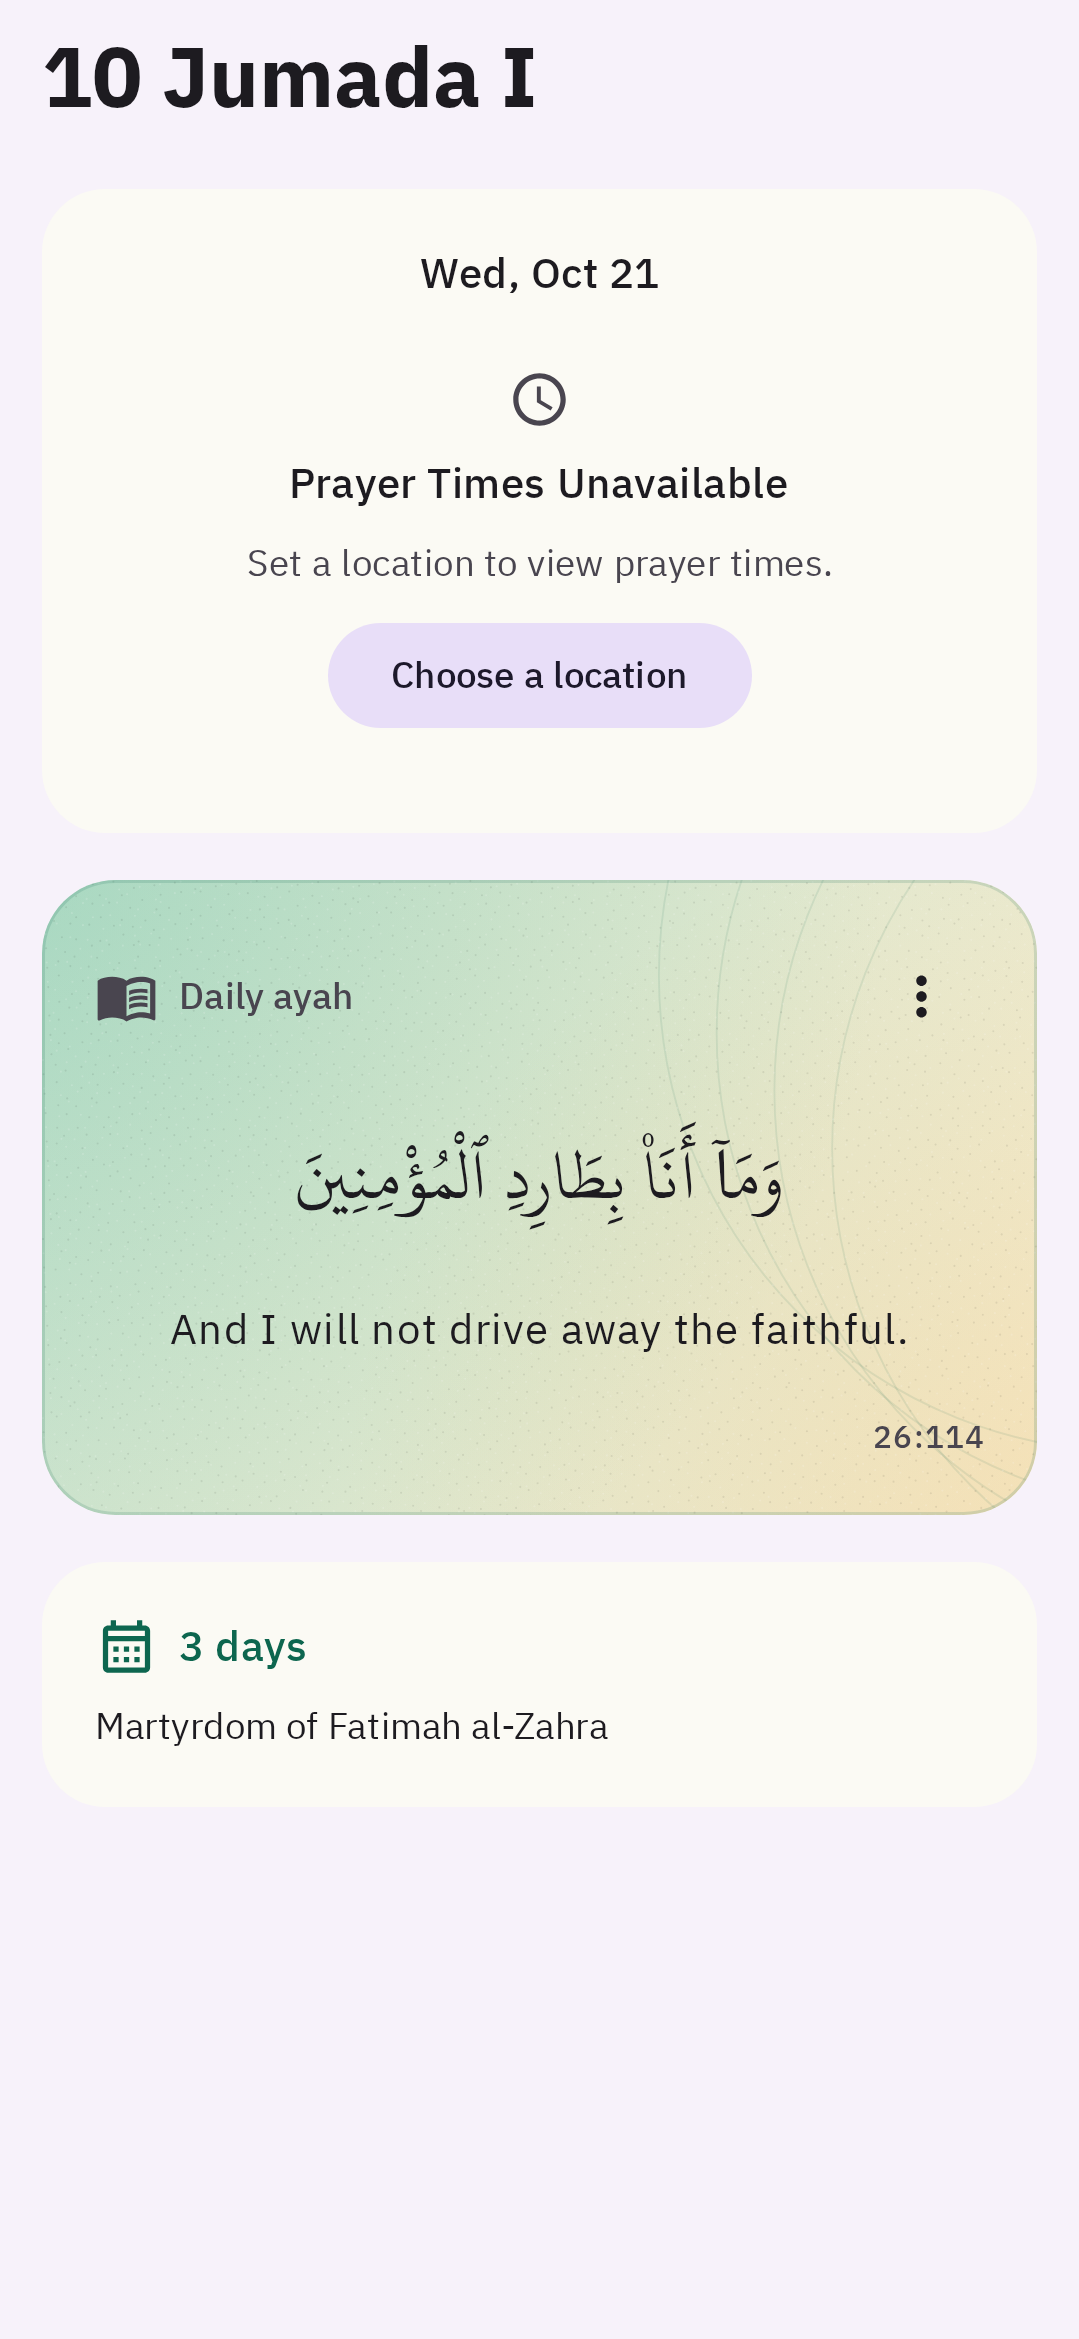 10 Jumada I
Wed, Oct 21
Prayer Times Unavailable
Set a location to view prayer times.
Choose a location
Daily ayah
وَمَآ أَنَا۠ بِطَارِدِ ٱلْمُؤْمِنِينَ
And I will not drive away the faithful.
26:114
3 days
Martyrdom of Fatimah al-Zahra